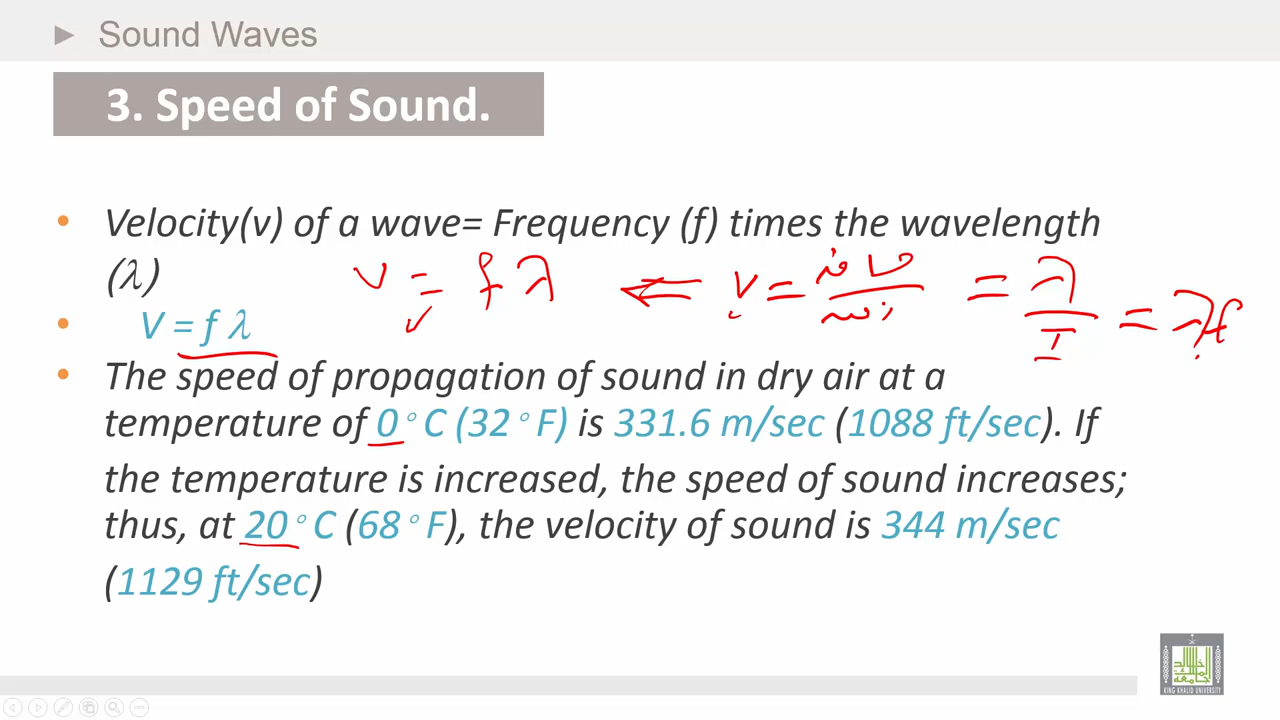 Sound Waves
3. Speed of Sound.
• Velocity(v) of a wave= Frequency (f) times the wavelength
(λ)
v = f λ ⇐ v = = λ/T = λf
• V = f λ
• The speed of propagation of sound in dry air at a
temperature of 0°C (32°F) is 331.6 m/sec (1088 ft/sec). If
the temperature is increased, the speed of sound increases;
thus, at 20°C (68°F), the velocity of sound is 344 m/sec
(1129 ft/sec)
KING KHALID UNIVERSITY